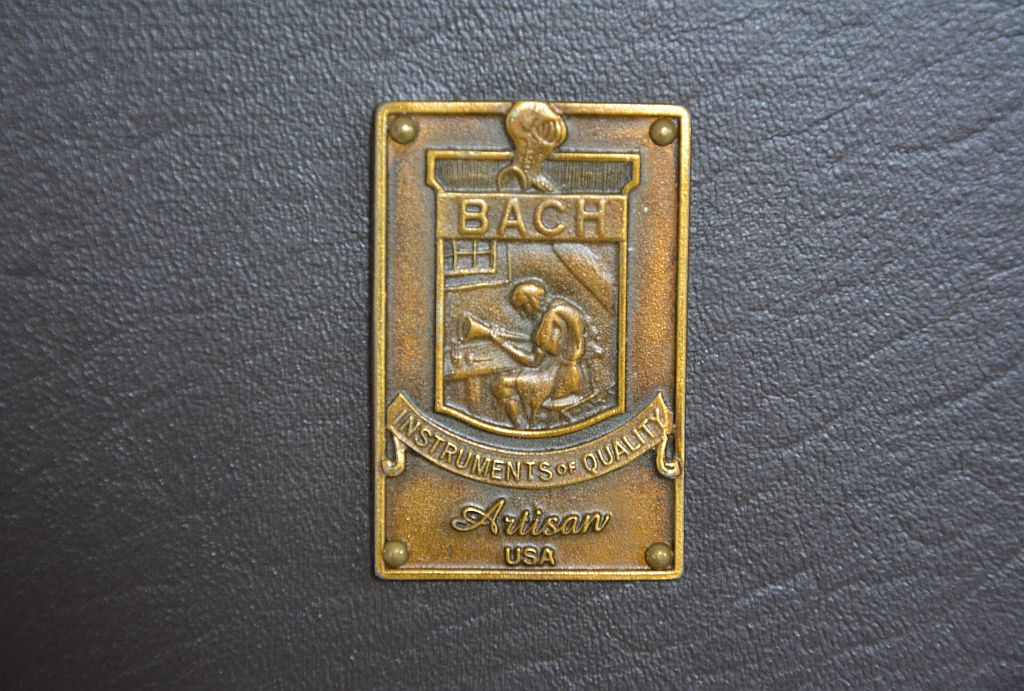 BACH
INSTRUMENTS OF QUALITY
Artisan
USA